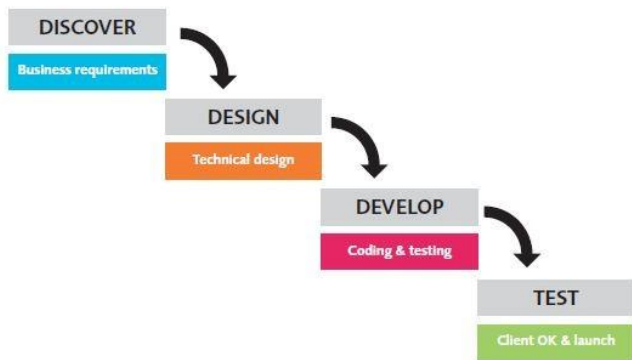 DISCOVER
Business requirements
DESIGN
Technical design
DEVELOP
Coding & testing
TEST
Client OK & launch